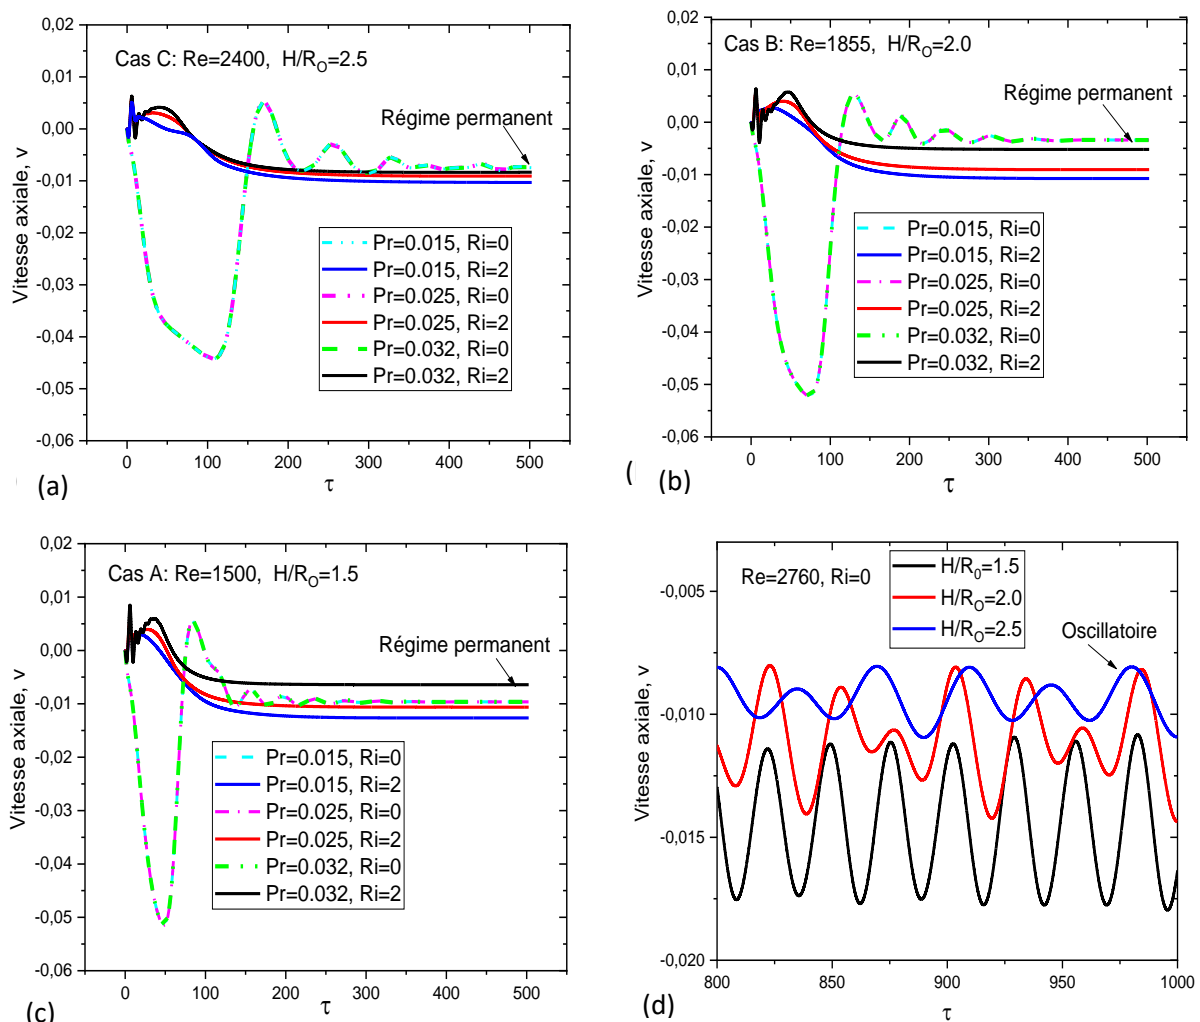 0,02
0,01
0,00
-0,01
-0,02
-0,03
-0,04
-0,05
-0,06
Vitesse axiale, v
Cas C: Re=2400, H/R_O=2.5
Régime permanent
Pr=0.015, Ri=0
Pr=0.015, Ri=2
Pr=0.025, Ri=0
Pr=0.025, Ri=2
Pr=0.032, Ri=0
Pr=0.032, Ri=2
0 100 200 300 400 500
τ
(a)
0,02
0,01
0,00
-0,01
-0,02
-0,03
-0,04
-0,05
-0,06
Vitesse axiale, v
Cas B: Re=1855, H/R_O=2.0
Régime permanent
Pr=0.015, Ri=0
Pr=0.015, Ri=2
Pr=0.025, Ri=0
Pr=0.025, Ri=2
Pr=0.032, Ri=0
Pr=0.032, Ri=2
0 100 200 300 400 500
τ
(
(b)
0,02
0,01
0,00
-0,01
-0,02
-0,03
-0,04
-0,05
-0,06
Vitesse axiale, v
Cas A: Re=1500, H/R_O=1.5
Régime permanent
Pr=0.015, Ri=0
Pr=0.015, Ri=2
Pr=0.025, Ri=0
Pr=0.025, Ri=2
Pr=0.032, Ri=0
Pr=0.032, Ri=2
0 100 200 300 400 500
τ
(c)
-0,005
-0,010
-0,015
-0,020
Vitesse axiale, v
Re=2760, Ri=0
H/R_0=1.5
H/R_O=2.0
H/R_O=2.5
Oscillatoire
800 850 900 950 1000
τ
(d)